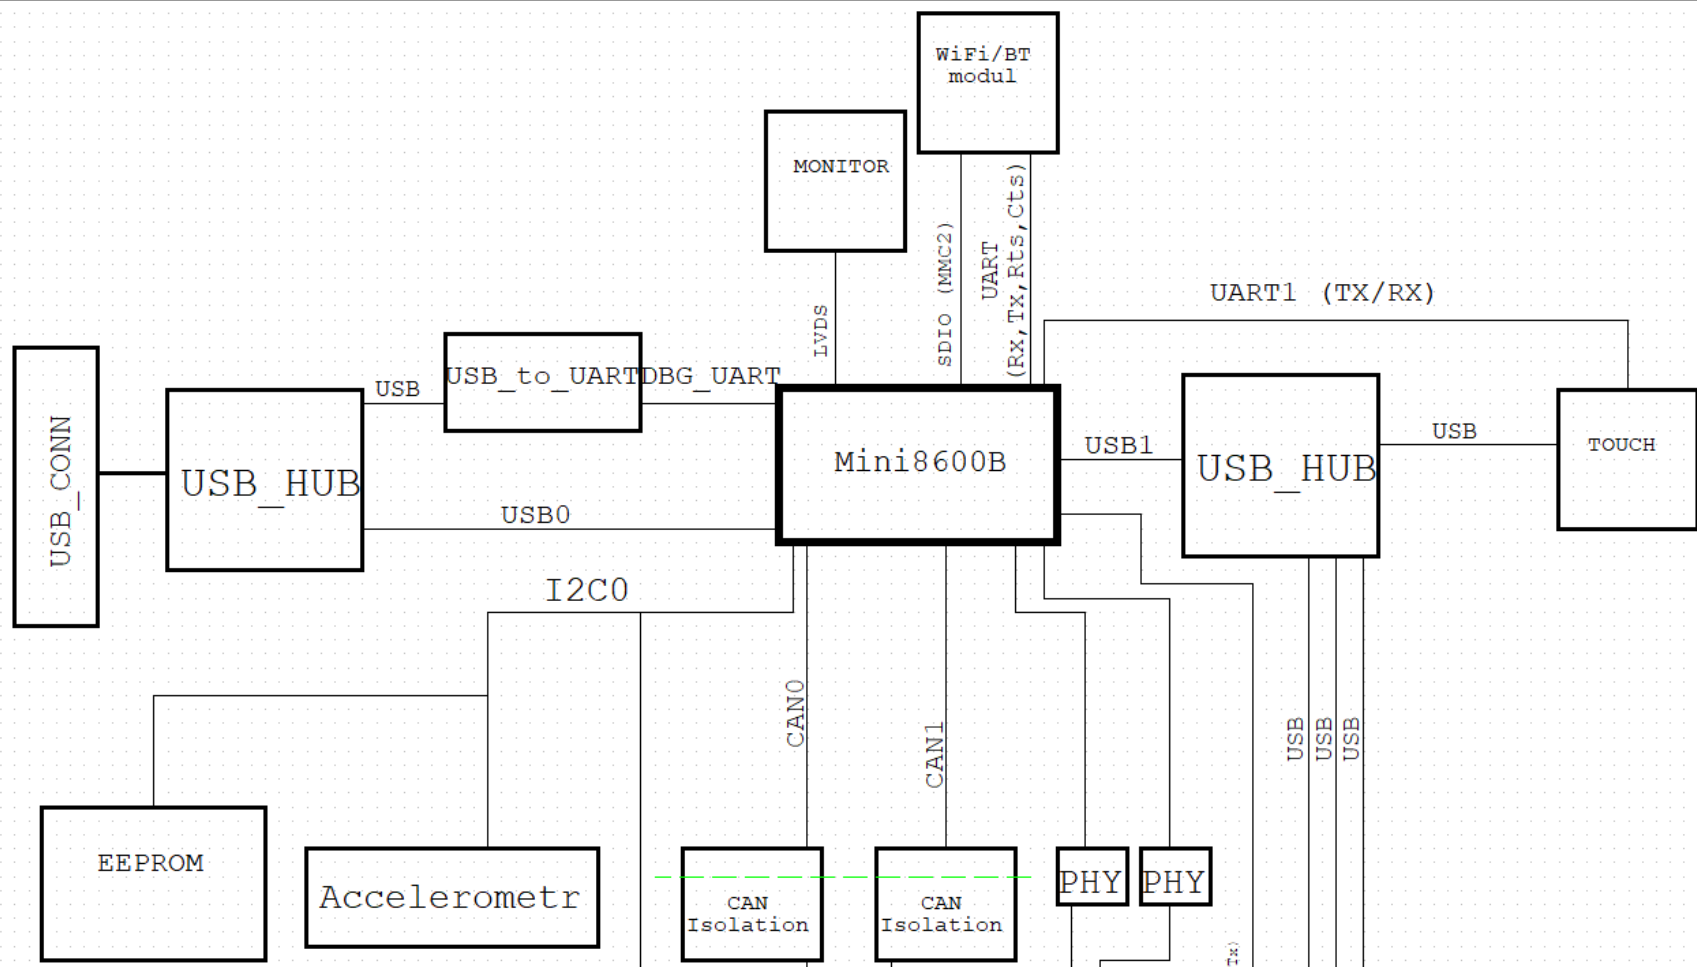 WiFi/BT
modul
MONITOR
LVDS
SDIO (MMC2)
UART
(Rx,Tx,Rts,Cts)
UART1 (TX/RX)
USB_CONN
USB_HUB
USB
USB_to_UART
DBG_UART
USB0
Mini8600B
USB1
USB_HUB
USB
TOUCH
I2C0
CAN0
CAN1
USB
USB
USB
EEPROM
Accelerometr
CAN
Isolation
CAN
Isolation
PHY
PHY
Tx)